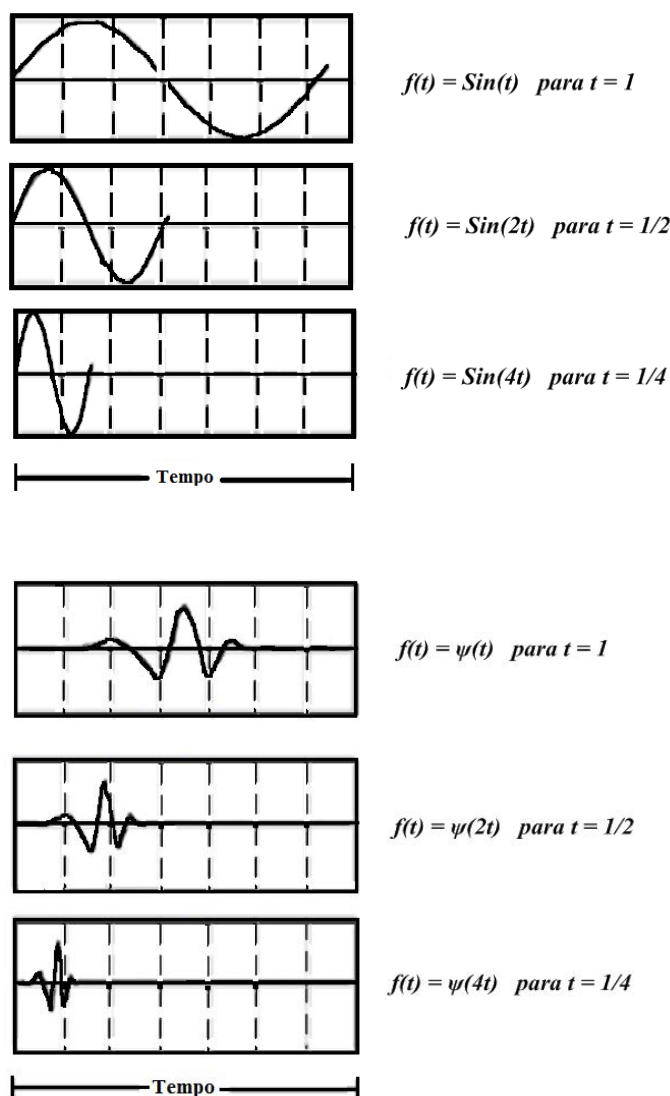 f(t) = Sin(t) para t = 1
f(t) = Sin(2t) para t = 1/2
f(t) = Sin(4t) para t = 1/4
Tempo
f(t) = ψ(t) para t = 1
f(t) = ψ(2t) para t = 1/2
f(t) = ψ(4t) para t = 1/4
Tempo